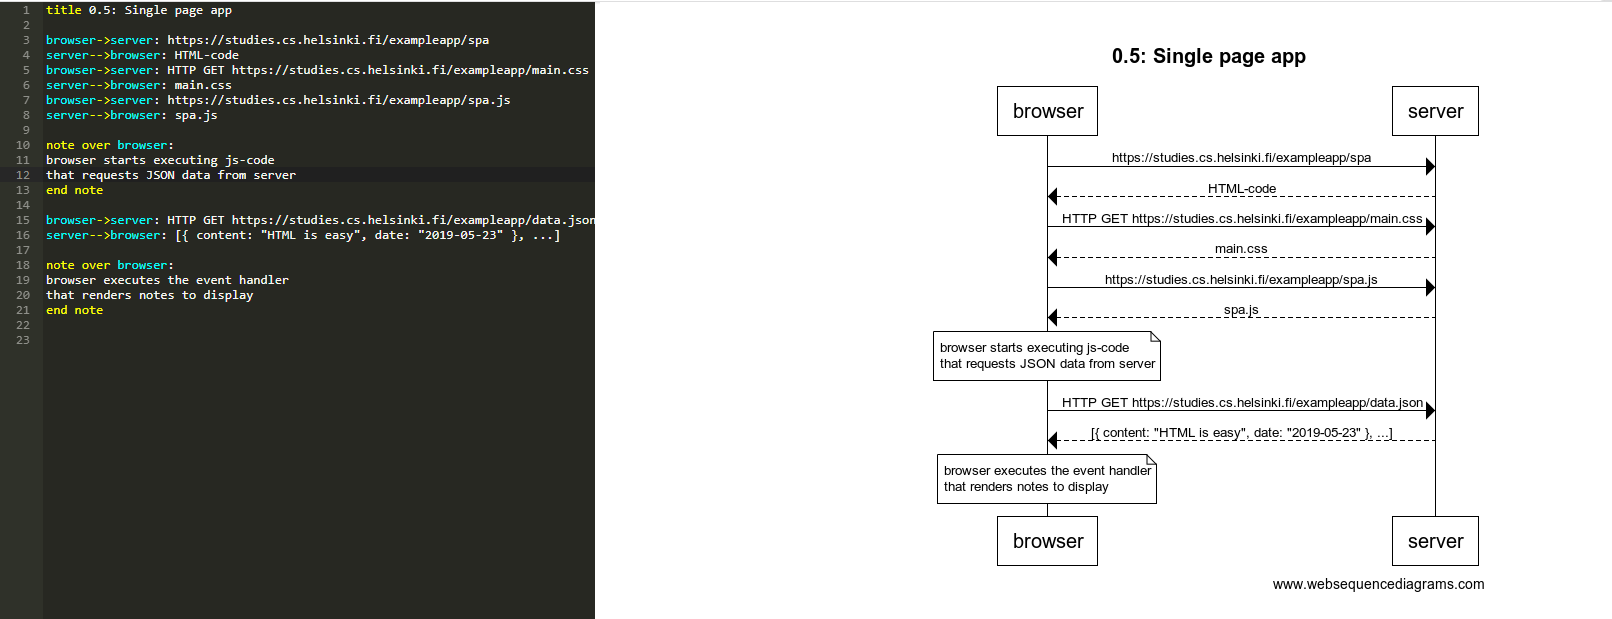 1 title 0.5: Single page app
2
3 browser->server: https://studies.cs.helsinki.fi/exampleapp/spa
4 server-->browser: HTML-code
5 browser->server: HTTP GET https://studies.cs.helsinki.fi/exampleapp/main.css
6 server-->browser: main.css
7 browser->server: https://studies.cs.helsinki.fi/exampleapp/spa.js
8 server-->browser: spa.js
9
10 note over browser:
11 browser starts executing js-code
12 that requests JSON data from server
13 end note
14
15 browser->server: HTTP GET https://studies.cs.helsinki.fi/exampleapp/data.json
16 server-->browser: [{ content: "HTML is easy", date: "2019-05-23" }, ...]
17
18 note over browser:
19 browser executes the event handler
20 that renders notes to display
21 end note
22
23
0.5: Single page app
browser server
https://studies.cs.helsinki.fi/exampleapp/spa
HTML-code
HTTP GET https://studies.cs.helsinki.fi/exampleapp/main.css
main.css
https://studies.cs.helsinki.fi/exampleapp/spa.js
spa.js
browser starts executing js-code
that requests JSON data from server
HTTP GET https://studies.cs.helsinki.fi/exampleapp/data.json
[{ content: "HTML is easy", date: "2019-05-23" }, ...]
browser executes the event handler
that renders notes to display
browser server
www.websequencediagrams.com